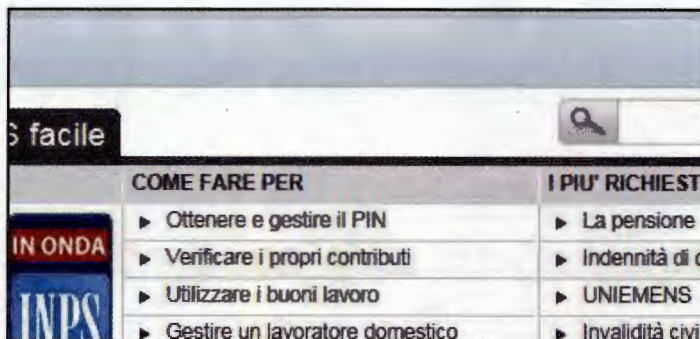 facile
COME FARE PER
Ottenere e gestire il PIN
Verificare i propri contributi
Utilizzare i buoni lavoro
Gestire un lavoratore domestico
I PIU' RICHIEST
La pensione
Indennità di
UNIEMENS
Invalidità civi
IN ONDA
INPS